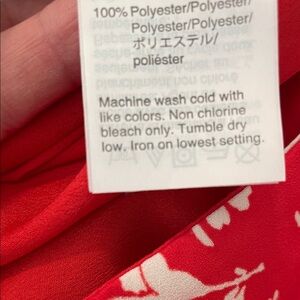 100% Polyester/Polyester/
Polyester/Polyester/
ポリエステル/
poliéster
Machine wash cold with
like colors. Non chlorine
bleach only. Tumble dry
low. Iron on lowest setting.